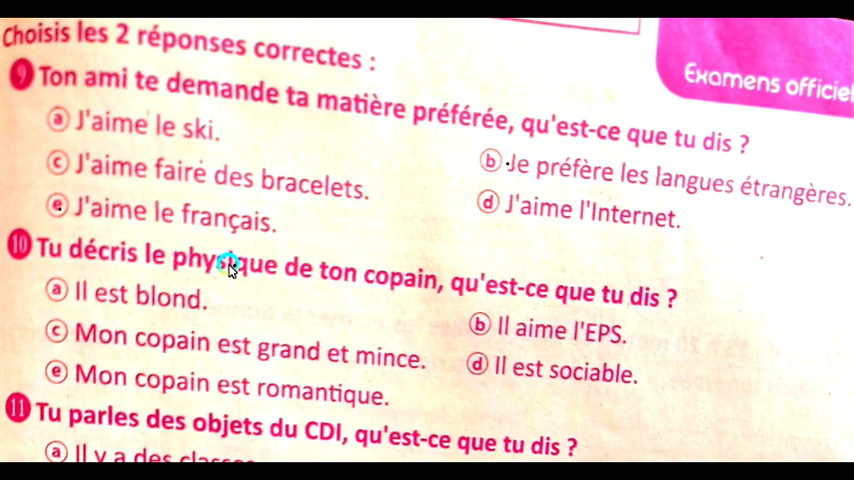 Choisis les 2 réponses correctes :
Examens officiel
9 Ton ami te demande ta matière préférée, qu'est-ce que tu dis ?
a J'aime le ski.
b Je préfère les langues étrangères.
c J'aime faire des bracelets.
d J'aime l'Internet.
e J'aime le français.
10 Tu décris le physique de ton copain, qu'est-ce que tu dis ?
a Il est blond.
b Il aime l'EPS.
c Mon copain est grand et mince.
d Il est sociable.
e Mon copain est romantique.
11 Tu parles des objets du CDI, qu'est-ce que tu dis ?
a Il y a des